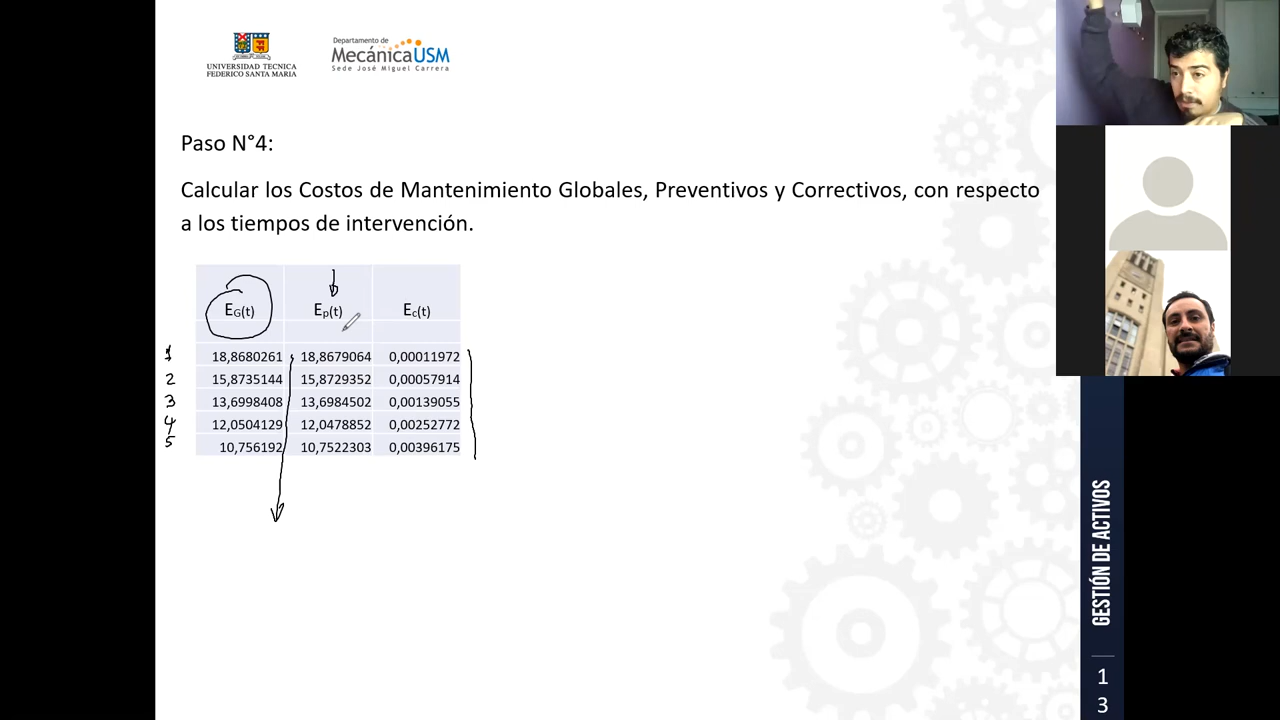 UNIVERSIDAD TECNICA
FEDERICO SANTA MARIA
Departamento de
MecánicaUSM
Sede José Miguel Carrera
Paso N°4:
Calcular los Costos de Mantenimiento Globales, Preventivos y Correctivos, con respecto
a los tiempos de intervención.
EG(t) Ep(t) Ec(t)
1 18,8680261 18,8679064 0,00011972
2 15,8735144 15,8729352 0,00057914
3 13,6998408 13,6984502 0,00139055
4 12,0504129 12,0478852 0,00252772
5 10,756192 10,7522303 0,00396175
GESTIÓN DE ACTIVOS
1
3